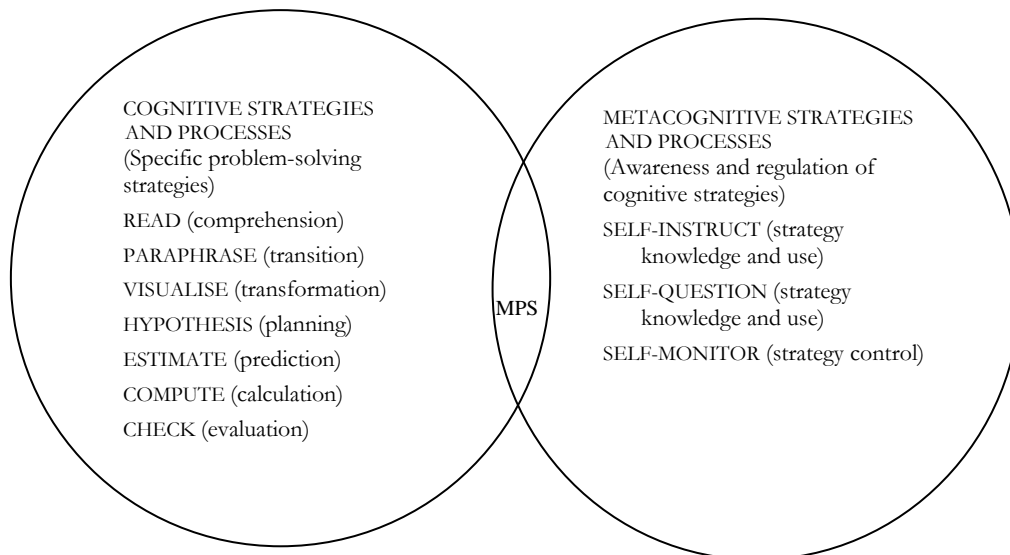 COGNITIVE STRATEGIES
AND PROCESSES
(Specific problem-solving
strategies)
READ (comprehension)
PARAPHRASE (transition)
VISUALISE (transformation)
HYPOTHESIS (planning)
ESTIMATE (prediction)
COMPUTE (calculation)
CHECK (evaluation)
MPS
METACOGNITIVE STRATEGIES
AND PROCESSES
(Awareness and regulation of
cognitive strategies)
SELF-INSTRUCT (strategy
knowledge and use)
SELF-QUESTION (strategy
knowledge and use)
SELF-MONITOR (strategy control)